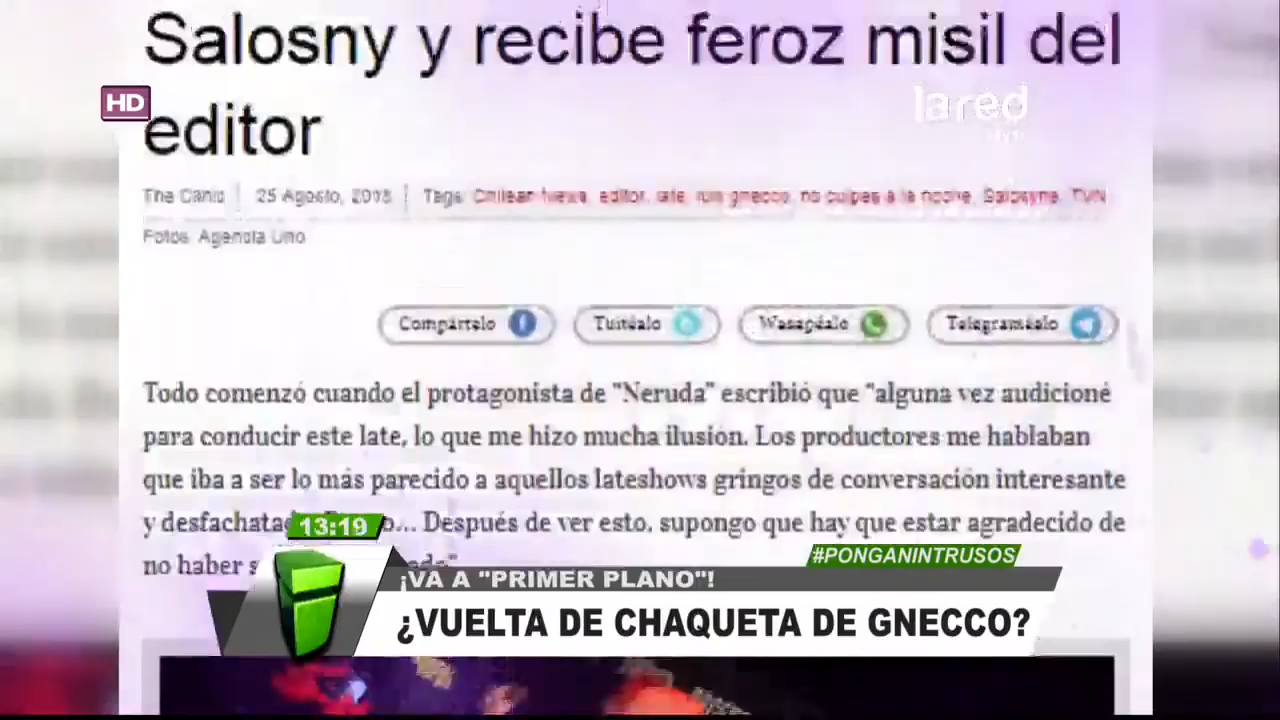 Salosny y recibe feroz misil del
HD
lared
editor
The Clinic | 25 Agosto, 2018 | Tags: Chilean News, editor, late, luis gnecco, no culpes a la noche, Salosyne, TVN
Fotos: Agencia Uno
Compártelo
Tuitéalo
Wasapéalo
Telegraméalo
Todo comenzó cuando el protagonista de "Neruda" escribió que "alguna vez audicioné
para conducir este late, lo que me hizo mucha ilusión. Los productores me hablaban
que iba a ser lo más parecido a aquellos lateshows gringos de conversación interesante
y desfachatada ... Después de ver esto, supongo que hay que estar agradecido de
no haber
13:19
#PONGANINTRUSOS
¡VA A "PRIMER PLANO"!
¿VUELTA DE CHAQUETA DE GNECCO?